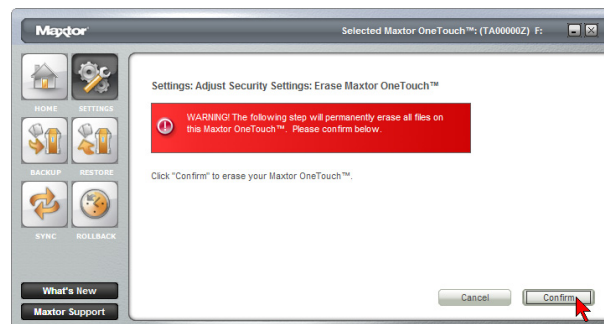 Maxtor
Selected Maxtor OneTouch™: (TA00000Z) F:
HOME SETTINGS
BACKUP RESTORE
SYNC ROLLBACK
What's New
Maxtor Support
Settings: Adjust Security Settings: Erase Maxtor OneTouch™
WARNING! The following step will permanently erase all files on
this Maxtor OneTouch™. Please confirm below.
Click "Confirm" to erase your Maxtor OneTouch™.
Cancel Confirm